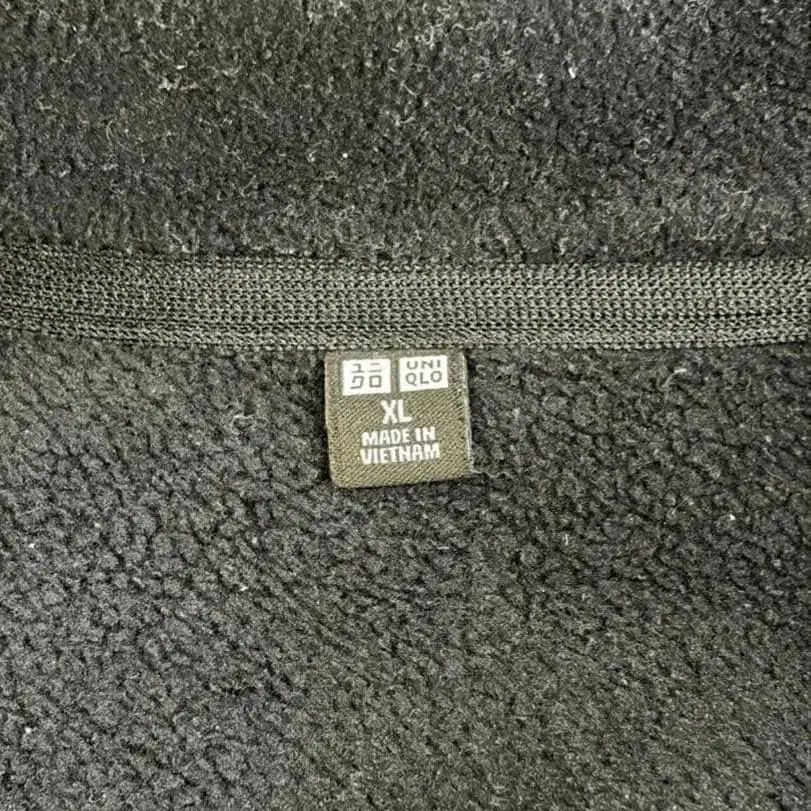 ユニ UNI
クロ QLO
XL
MADE IN
VIETNAM